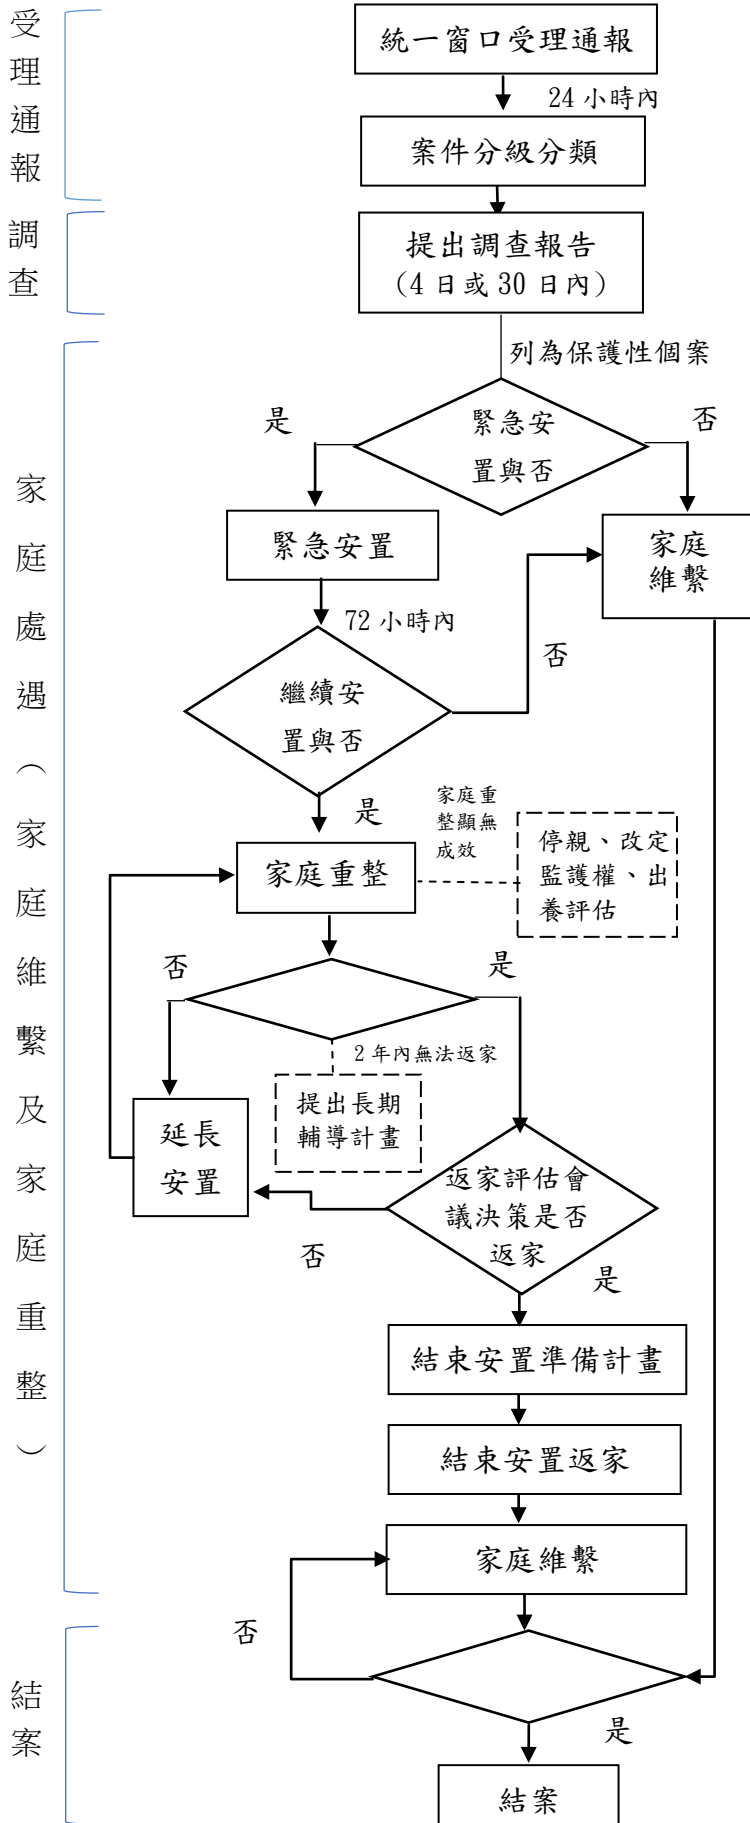 受理通報
統一窗口受理通報
24 小時內
案件分級分類
調查
提出調查報告
(4 日或 30 日內)
列為保護性個案
家庭處遇（家庭維繫及家庭重整）
緊急安
置與否
是
否
緊急安置
家庭
維繫
72 小時內
否
繼續安
置與否
是
家庭重
整顯無
成效
家庭重整
停親、改定
監護權、出
養評估
否
是
2 年內無法返家
提出長期
輔導計畫
延長
安置
返家評估會
議決策是否
返家
否
是
結束安置準備計畫
結束安置返家
家庭維繫
否
結案
是
結案